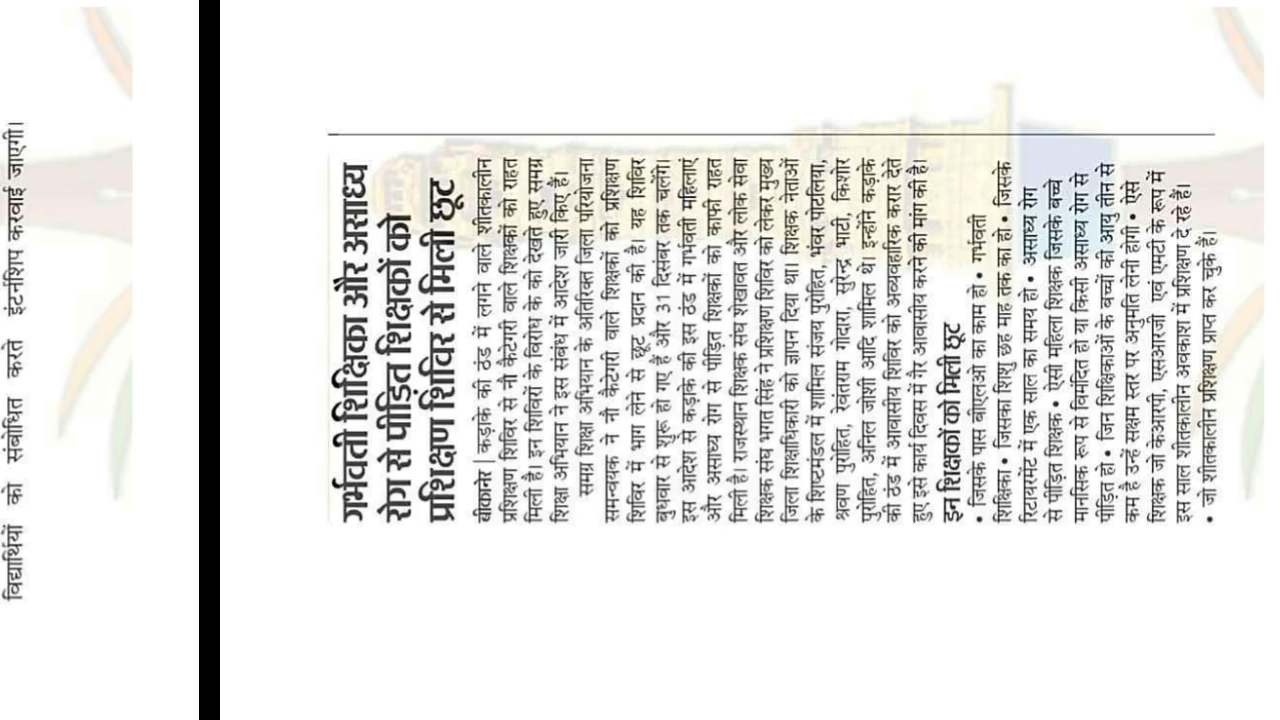 विद्यार्थियों को संबोधित करते इंटर्नशिप करवाई जाएगी।
गर्भवती शिक्षिका और असाध्य
रोग से पीड़ित शिक्षकों को
प्रशिक्षण शिविर से मिली छूट
बीकानेर | कड़ाके की ठंड में लगने वाले शीतकालीन
प्रशिक्षण शिविर से नौ कैटेगरी वाले शिक्षकों को राहत
मिली है। इन शिविरों के विरोध के को देखते हुए समग्र
शिक्षा अभियान ने इस संबंध में आदेश जारी किए हैं।
समग्र शिक्षा अभियान के अतिरिक्त जिला परियोजना
समन्वयक ने नौ कैटेगरी वाले शिक्षकों को प्रशिक्षण
शिविर में भाग लेने से छूट प्रदान की है। यह शिविर
बुधवार से शुरू हो गए हैं और 31 दिसंबर तक चलेंगे।
इस आदेश से कड़ाके की इस ठंड में गर्भवती महिलाएं
और असाध्य रोग से पीड़ित शिक्षकों को काफी राहत
मिली है। राजस्थान शिक्षक संघ शेखावत और लोक सेवा
शिक्षक संघ भरत सिंह ने प्रशिक्षण शिविर को लेकर मुख्य
जिला शिक्षाधिकारी को ज्ञापन दिया था। शिक्षक नेताओं
के शिष्टमंडल में शामिल संजय पुरोहित, भंवर पोटलिया,
श्रवण पुरोहित, रेवंतराम गोदारा, सुरेन्द्र भाटी, किशोर
पुरोहित, अनिल जोशी आदि शामिल थे। इन्होंने कड़ाके
की ठंड में आवासीय शिविर को अव्यवहारिक करार देते
हुए इसे कार्य दिवस में गैर आवासीय करने की मांग की है।
इन शिक्षकों को मिली छूट
• जिसके पास बीएलओ का काम हो • गर्भवती
शिक्षिका • जिसका शिशु छह माह तक का हो • जिसके
रिटायरमेंट में एक साल का समय हो • असाध्य रोग
से पीड़ित शिक्षक • ऐसी महिला शिक्षक जिसके बच्चे
मानसिक रूप से विमंदित हो या किसी असाध्य रोग से
पीड़ित हो • जिन शिक्षिकाओं के बच्चों की आयु तीन से
कम है उन्हें सक्षम स्तर पर अनुमति लेनी होगी • ऐसे
शिक्षक जो केआरपी, एसआरजी एवं एमटी के रूप में
इस साल शीतकालीन अवकाश में प्रशिक्षण दे रहे हैं।
• जो शीतकालीन प्रशिक्षण प्राप्त कर चुके हैं।